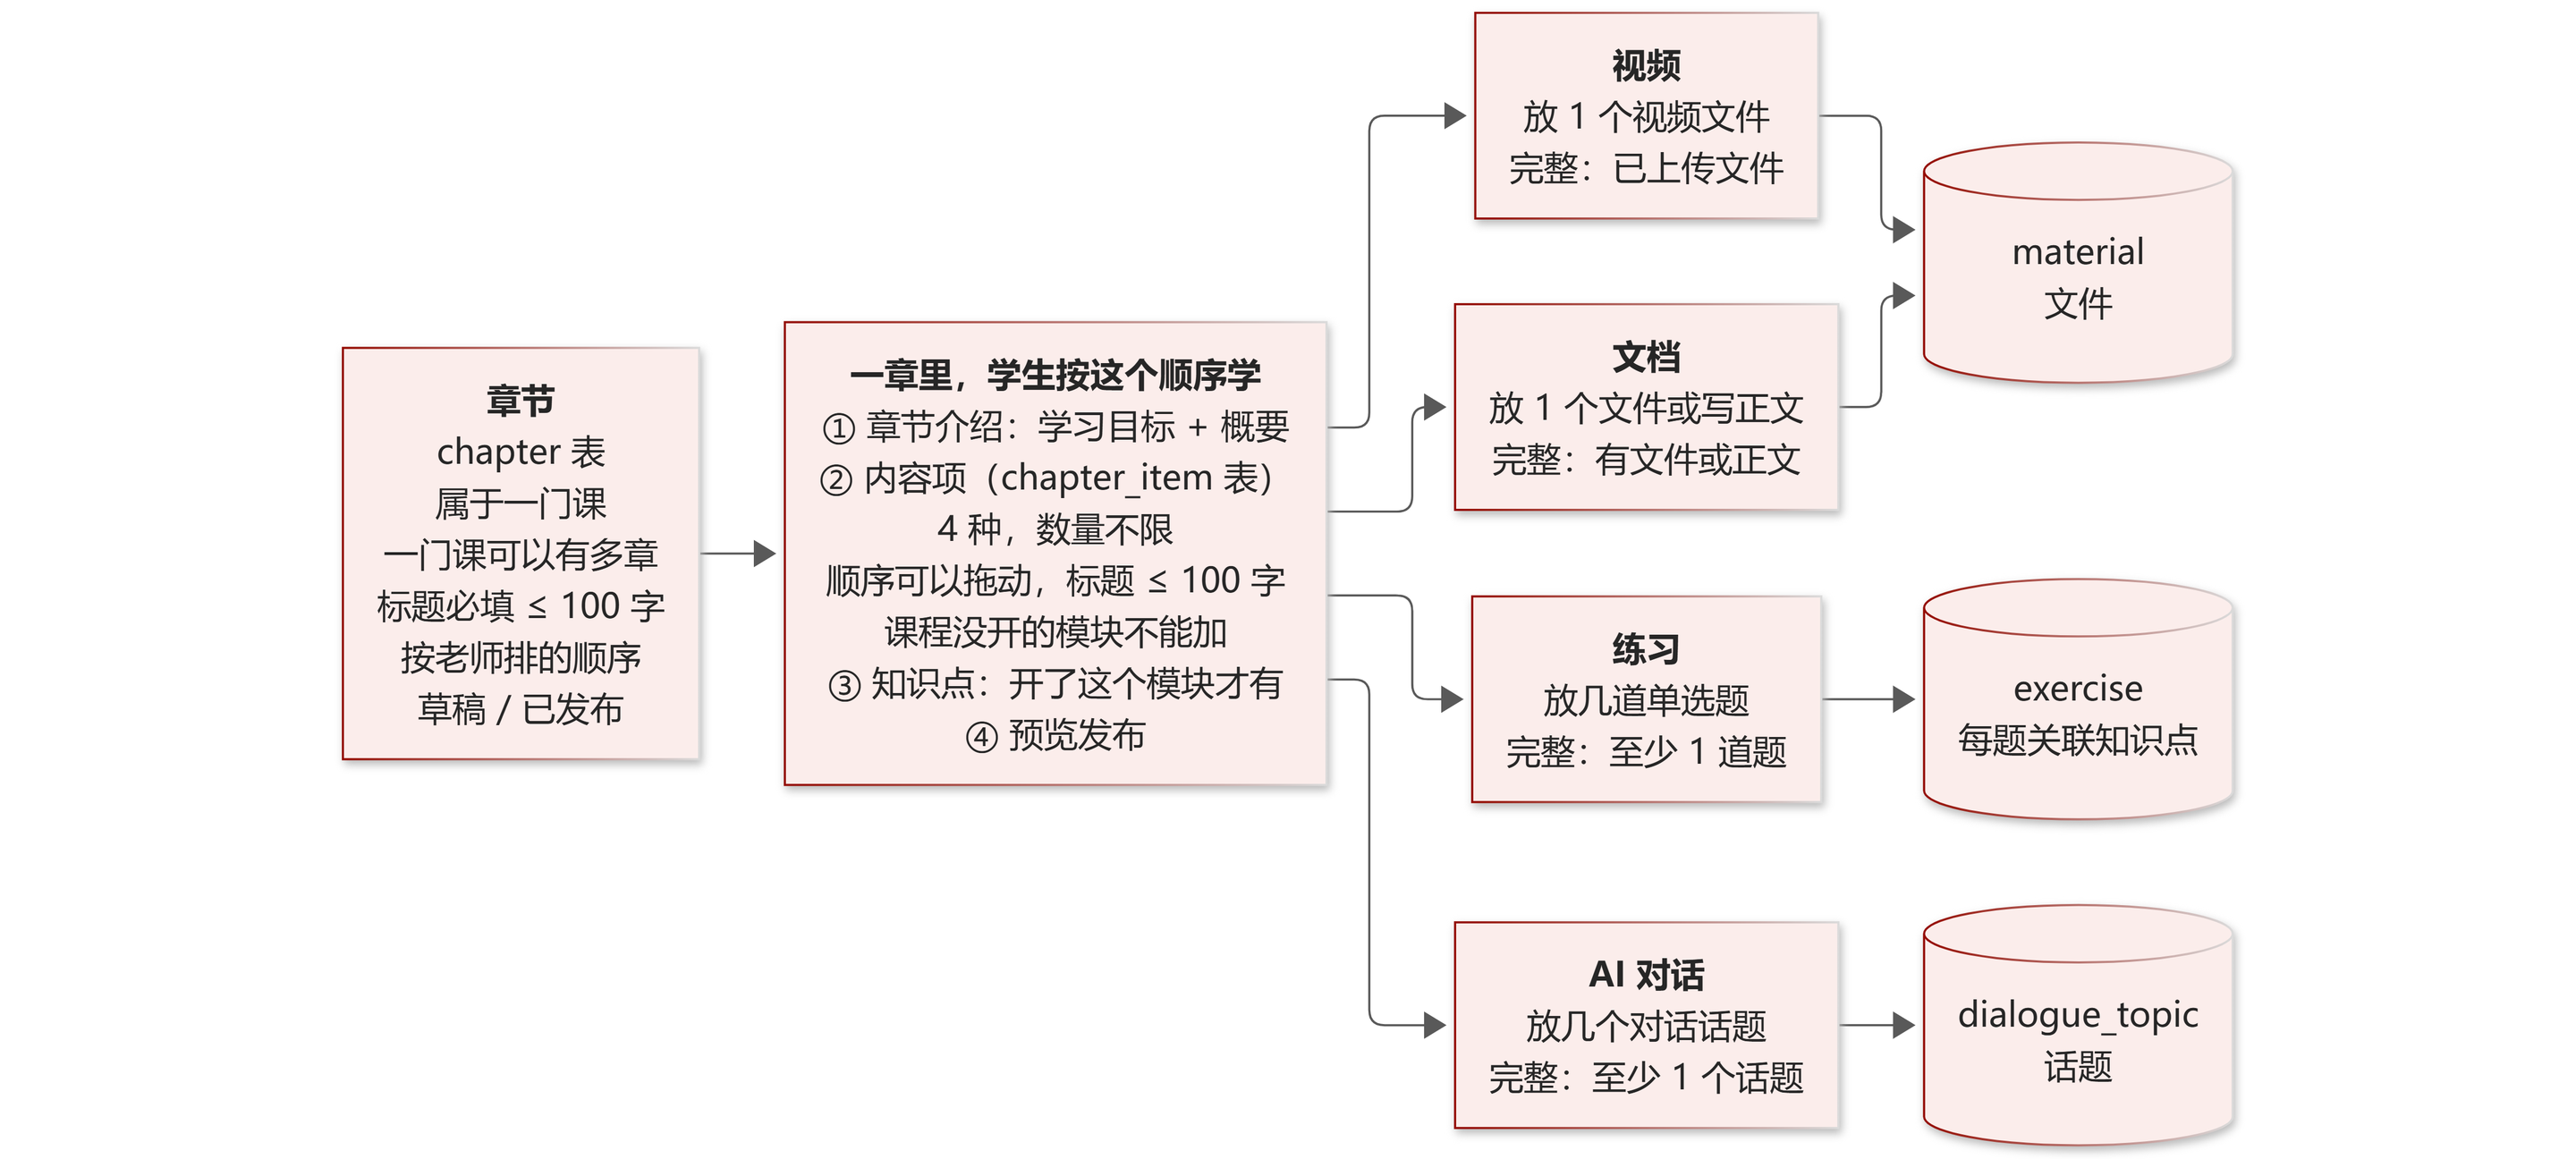 章节
chapter 表
属于一门课
一门课可以有多章
标题必填 ≤ 100 字
按老师排的顺序
草稿 / 已发布
一章里，学生按这个顺序学
① 章节介绍：学习目标 + 概要
② 内容项（chapter_item 表）
4 种，数量不限
顺序可以拖动，标题 ≤ 100 字
课程没开的模块不能加
③ 知识点：开了这个模块才有
④ 预览发布
视频
放 1 个视频文件
完整：已上传文件
文档
放 1 个文件或写正文
完整：有文件或正文
练习
放几道单选题
完整：至少 1 道题
AI 对话
放几个对话话题
完整：至少 1 个话题
material
文件
exercise
每题关联知识点
dialogue_topic
话题